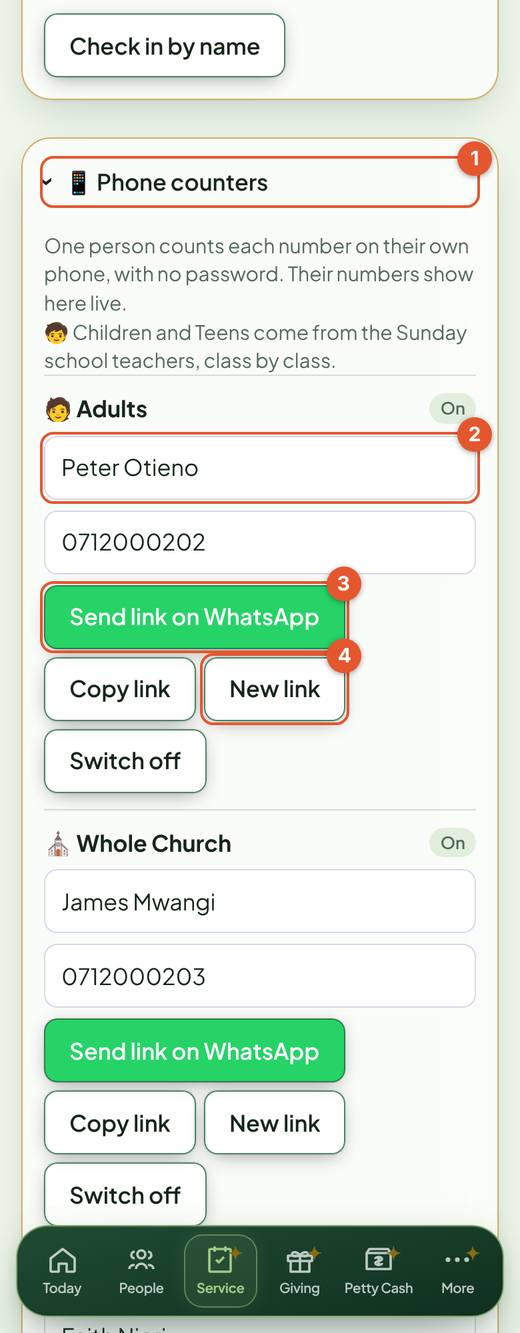 Check in by name
1
📱 Phone counters
One person counts each number on their own
phone, with no password. Their numbers show
here live.
🧒 Children and Teens come from the Sunday
school teachers, class by class.
🧑 Adults
On
2
Peter Otieno
0712000202
3
Send link on WhatsApp
4
Copy link
New link
Switch off
⛪ Whole Church
On
James Mwangi
0712000203
Send link on WhatsApp
Copy link
New link
Switch off
Today
People
Service
Giving
Petty Cash
More